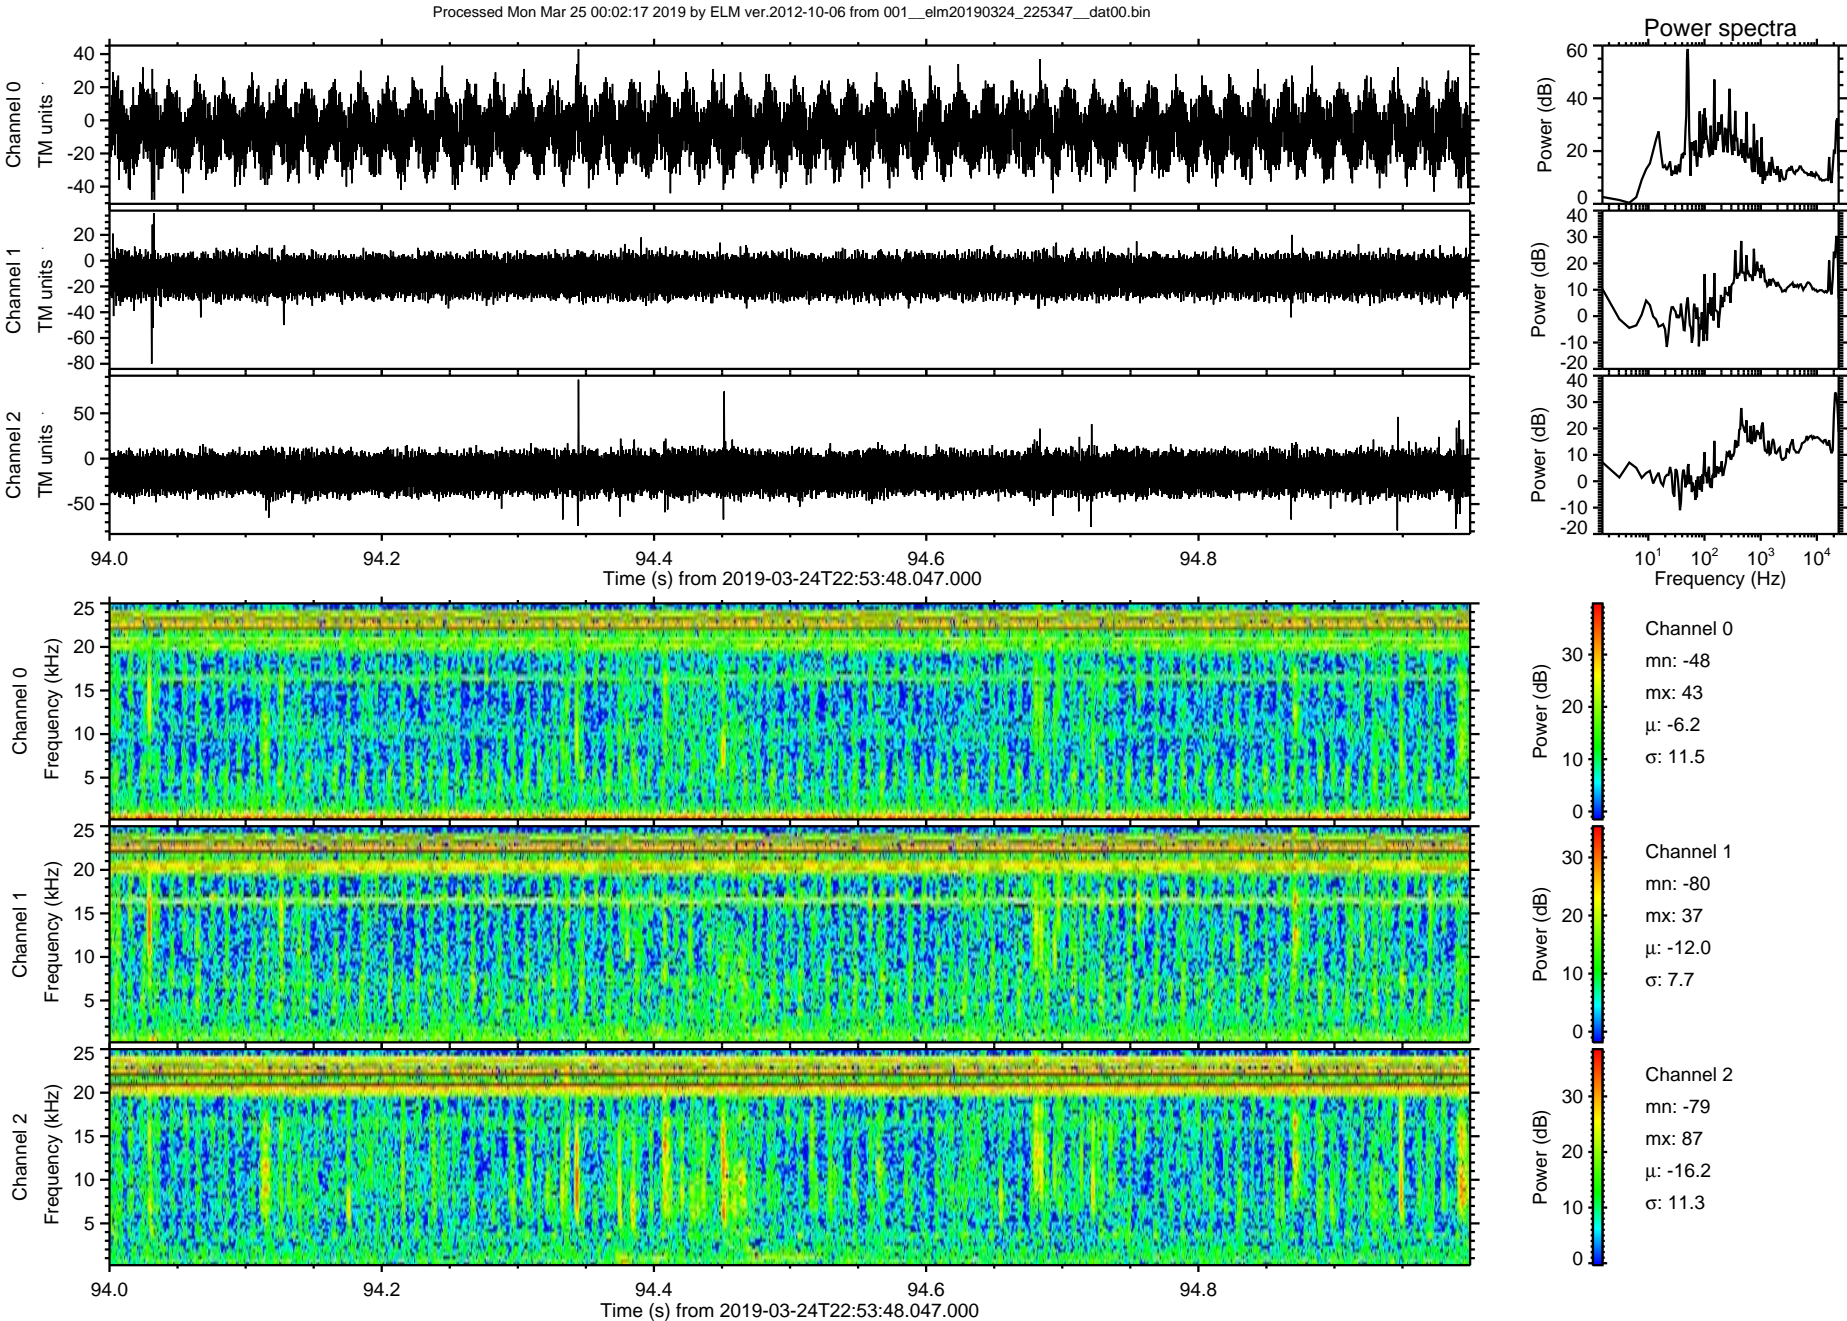 Processed Mon Mar 25 00:02:17 2019 by ELM ver.2012-10-06 from 001__elm20190324_225347__dat00.bin
Power spectra
Channel 0
TM units
40
20
0
-20
-40
Power (dB)
60
40
20
0
Channel 1
TM units
20
0
-20
-40
-60
-80
Power (dB)
40
30
20
10
0
-10
-20
Channel 2
TM units
50
0
-50
Power (dB)
40
30
20
10
0
-10
-20
94.0 94.2 94.4 94.6 94.8
Time (s) from 2019-03-24T22:53:48.047.000
10^1 10^2 10^3 10^4
Frequency (Hz)
Channel 0
Frequency (kHz)
25
20
15
10
5
Power (dB)
30
20
10
0
Channel 0
mn: -48
mx: 43
μ: -6.2
σ: 11.5
Channel 1
Frequency (kHz)
25
20
15
10
5
Power (dB)
30
20
10
0
Channel 1
mn: -80
mx: 37
μ: -12.0
σ: 7.7
Channel 2
Frequency (kHz)
25
20
15
10
5
Power (dB)
30
20
10
0
Channel 2
mn: -79
mx: 87
μ: -16.2
σ: 11.3
94.0 94.2 94.4 94.6 94.8
Time (s) from 2019-03-24T22:53:48.047.000